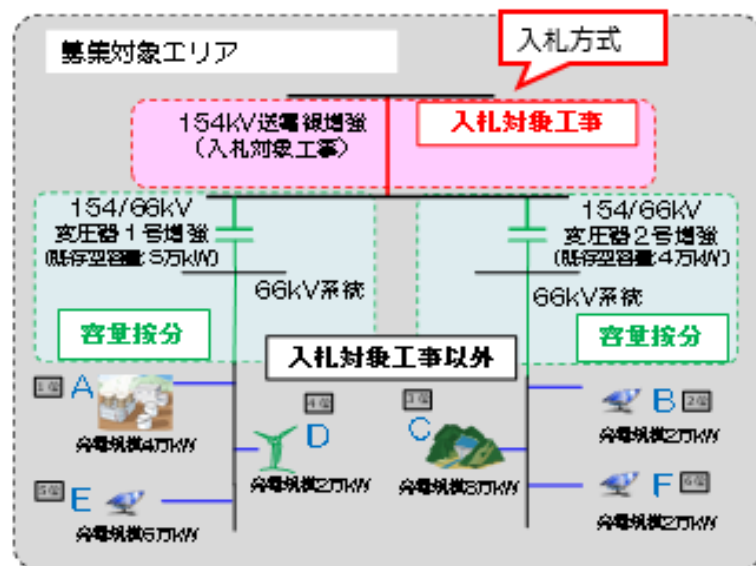 募集対象エリア
入札方式
154kV送電線増強
(入札対象工事)
入札対象工事
154/66kV
変圧器1号増強
(既存空容量:5万kW)
66kV系統
容量按分
154/66kV
変圧器2号増強
(既存空容量:4万kW)
66kV系統
容量按分
入札対象工事以外
1位 A
発電規模4万kW
4位
D
発電規模2万kW
3位
C
発電規模3万kW
B 2位
発電規模2万kW
5位 E
発電規模5万kW
F 6位
発電規模2万kW